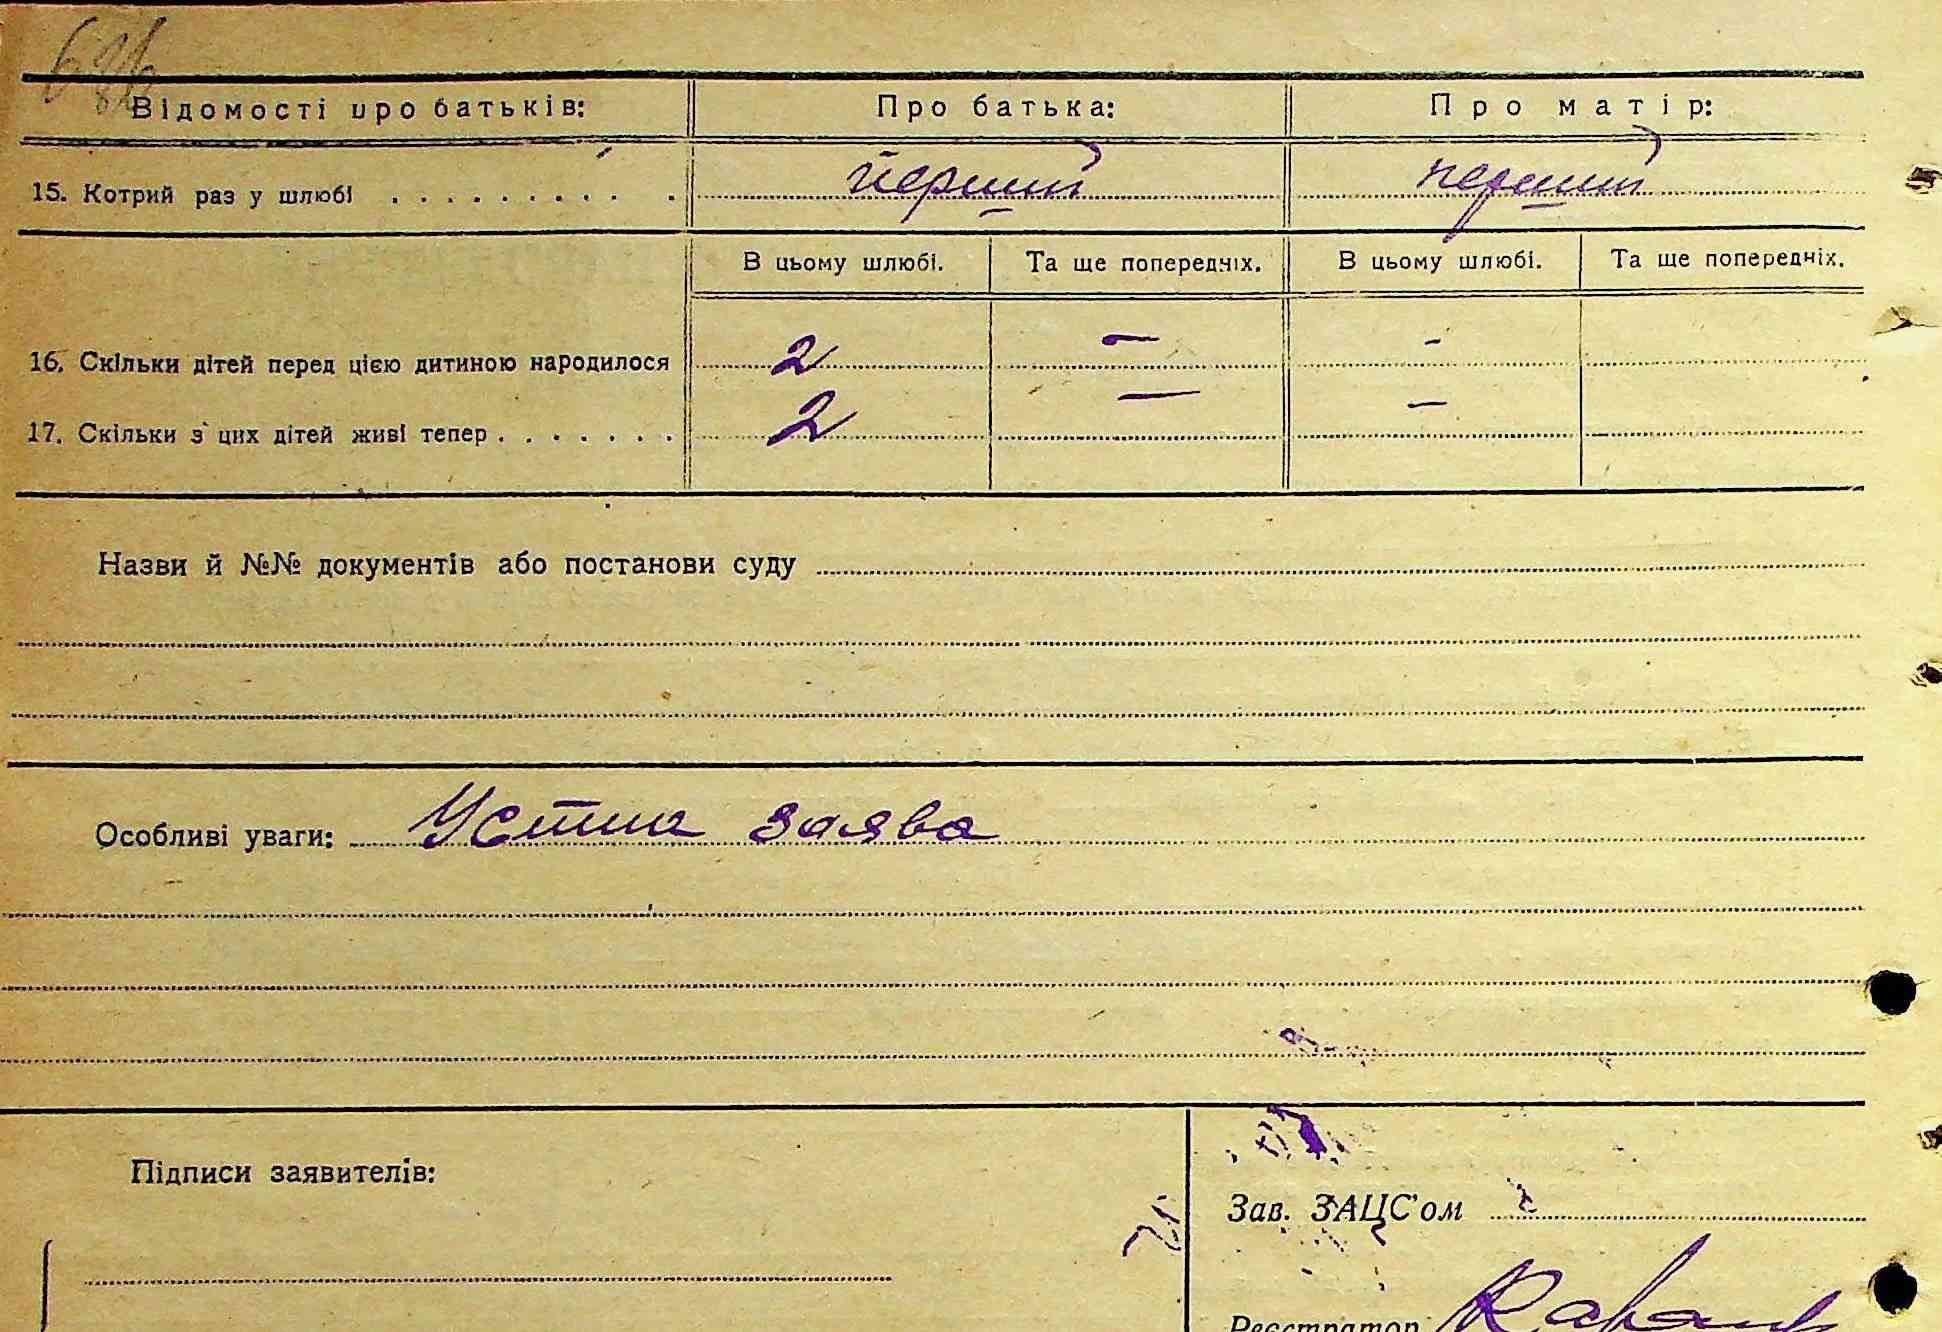 Відомості про батьків: Про батька: Про матір:
15. Котрий раз у шлюбі . . . . . . . . . . перший перший
В цьому шлюбі. Та ще попередніх. В цьому шлюбі. Та ще попередніх.
16. Скільки дітей перед цією дитиною народилося 2 — -
17. Скільки з цих дітей живі тепер . . . . . . . 2 — —
Назви й №№ документів або постанови суду
Особливі уваги: Устна заява
Підписи заявителів:
Зав. ЗАЦС'ом
Реєстратор